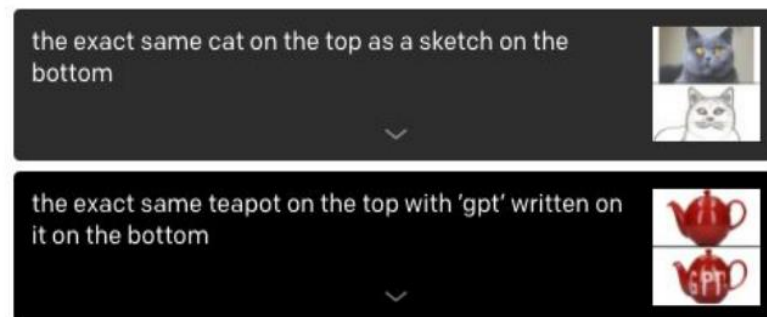 the exact same cat on the top as a sketch on the
bottom
the exact same teapot on the top with ’gpt’ written on
it on the bottom
GPT